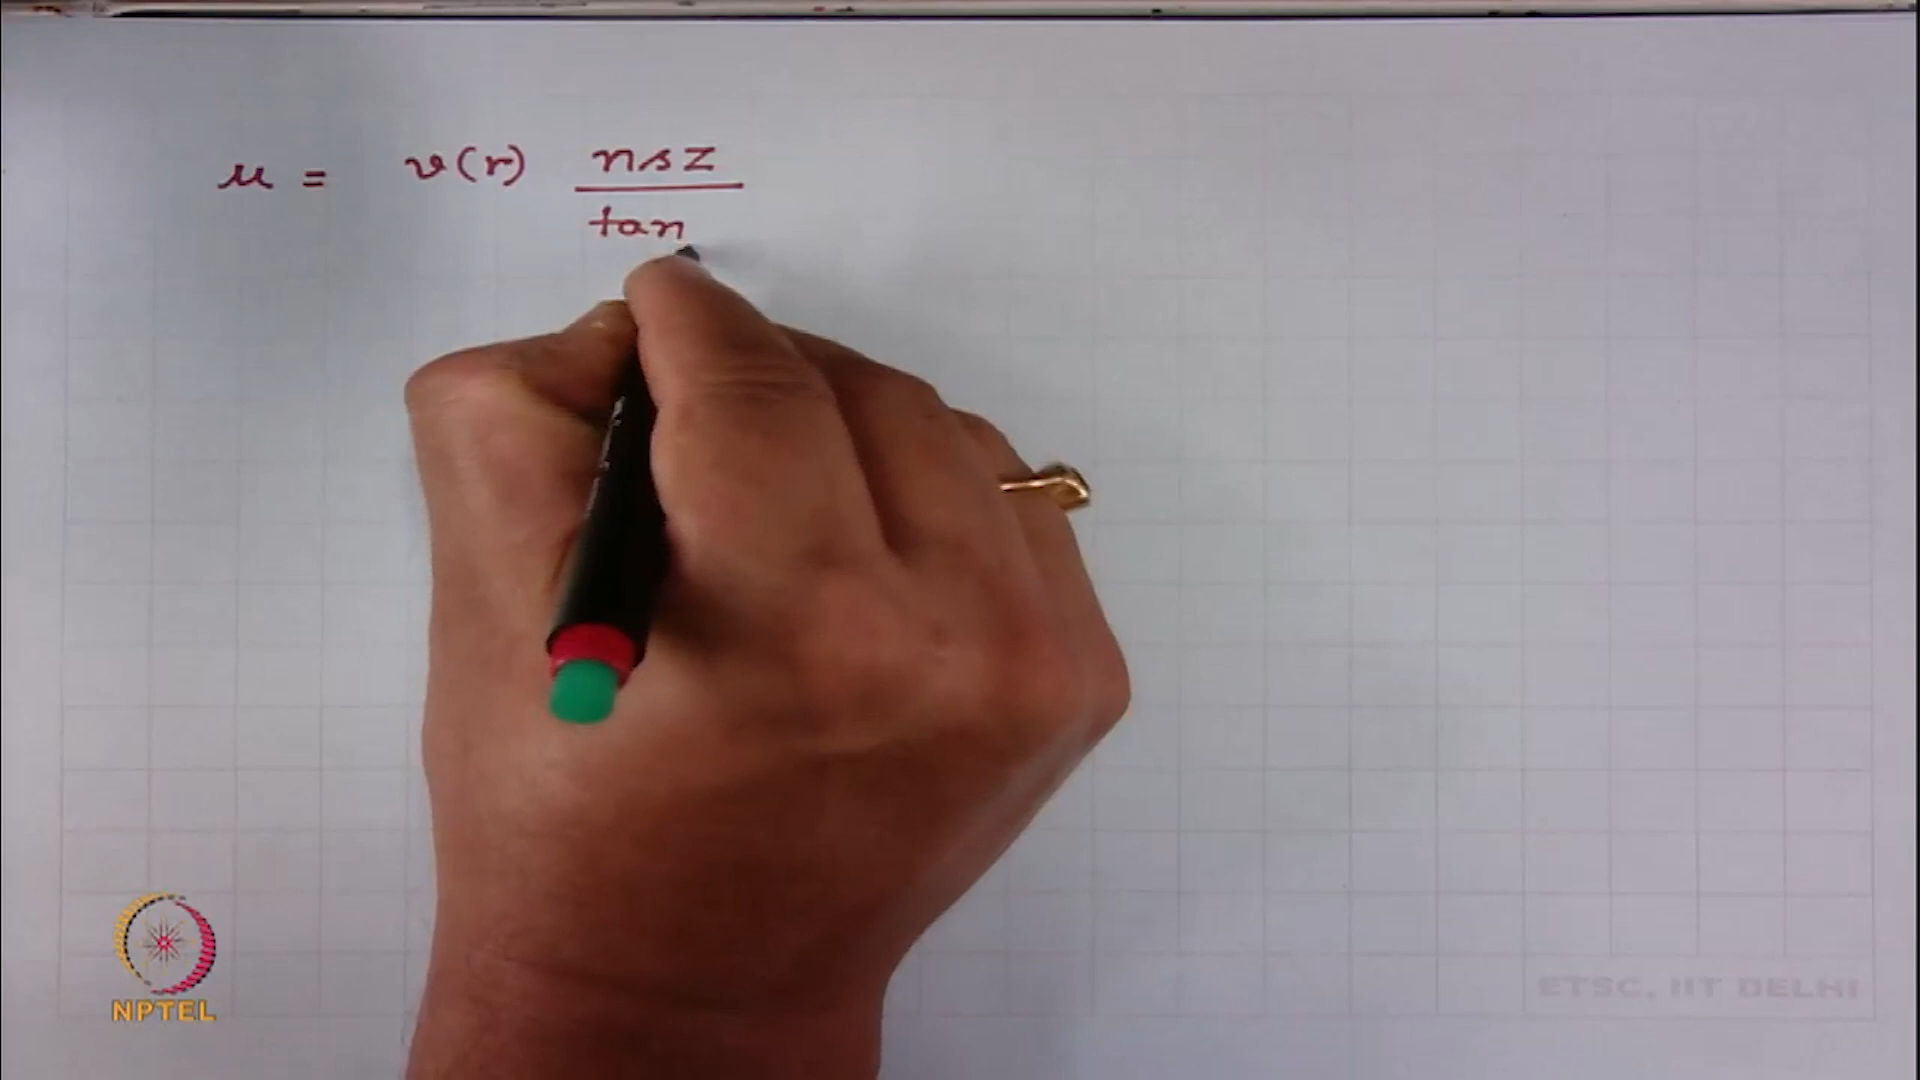 u = v(r) nsz
tan
NPTEL
ETSC, IIT DELHI